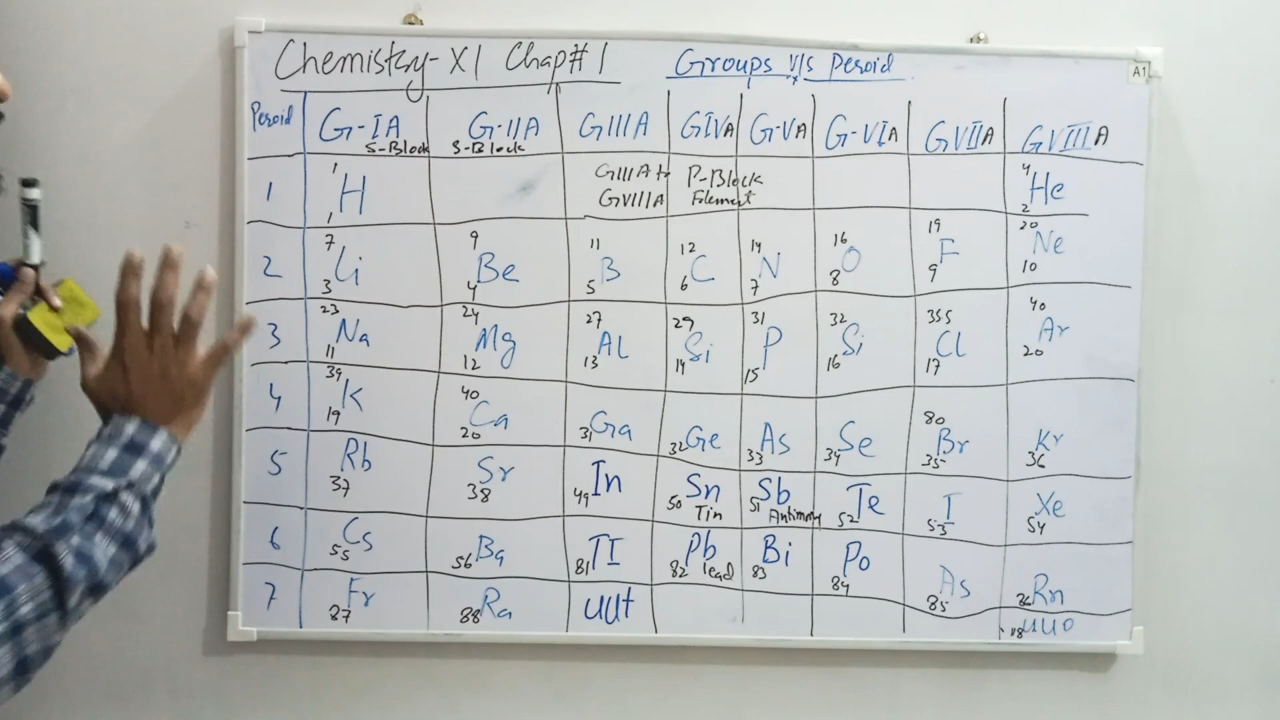 Chemistry-XI Chap#1 Groups v/s Peroid
A1
Peroid G-IA G-IIA GIIIA GIVA G-VA G-VIA GVIIA GVIIIA
S-Block S-Block
1 1 H 1 GIIIA to P-Block 4 He 2
GVIIIA Element
2 7 Li 3 9 Be 4 11 B 5 12 C 6 14 N 7 16 O 8 19 F 9 20 Ne 10
3 23 Na 11 24 Mg 12 27 AL 13 29 Si 14 31 P 15 32 Si 16 355 Cl 17 40 Ar 20
4 39 K 19 40 Ca 20 31 Ga 32 Ge 33 As 34 Se 80 Br 35 Kr 36
5 Rb 37 Sr 38 49 In 50 Sn Tin 51 Sb Antimny 52 Te 53 I Xe 54
6 55 Cs 56 Ba 81 TI 82 Pb lead 83 Bi Po 84 As 85 86 Rn
7 87 Fr 88 Ra uut 118 uuo